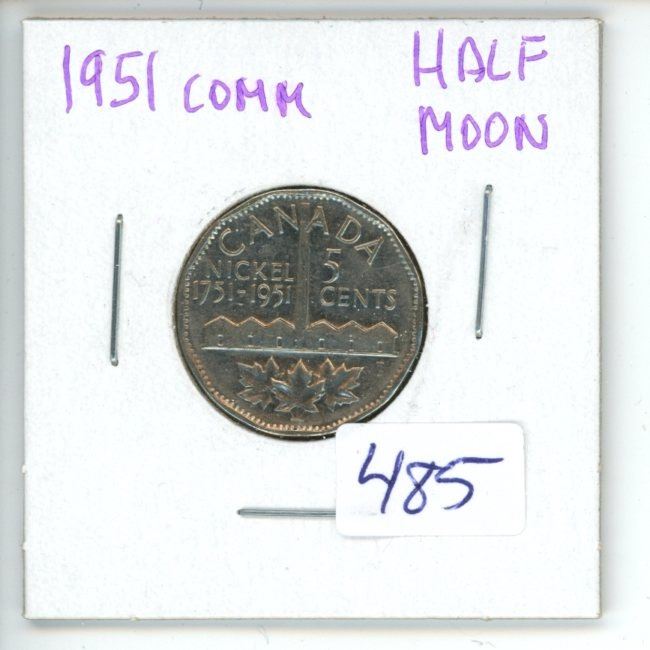 1951 COMM
HALF
MOON
CANADA
NICKEL 5
1751-1951 CENTS
485